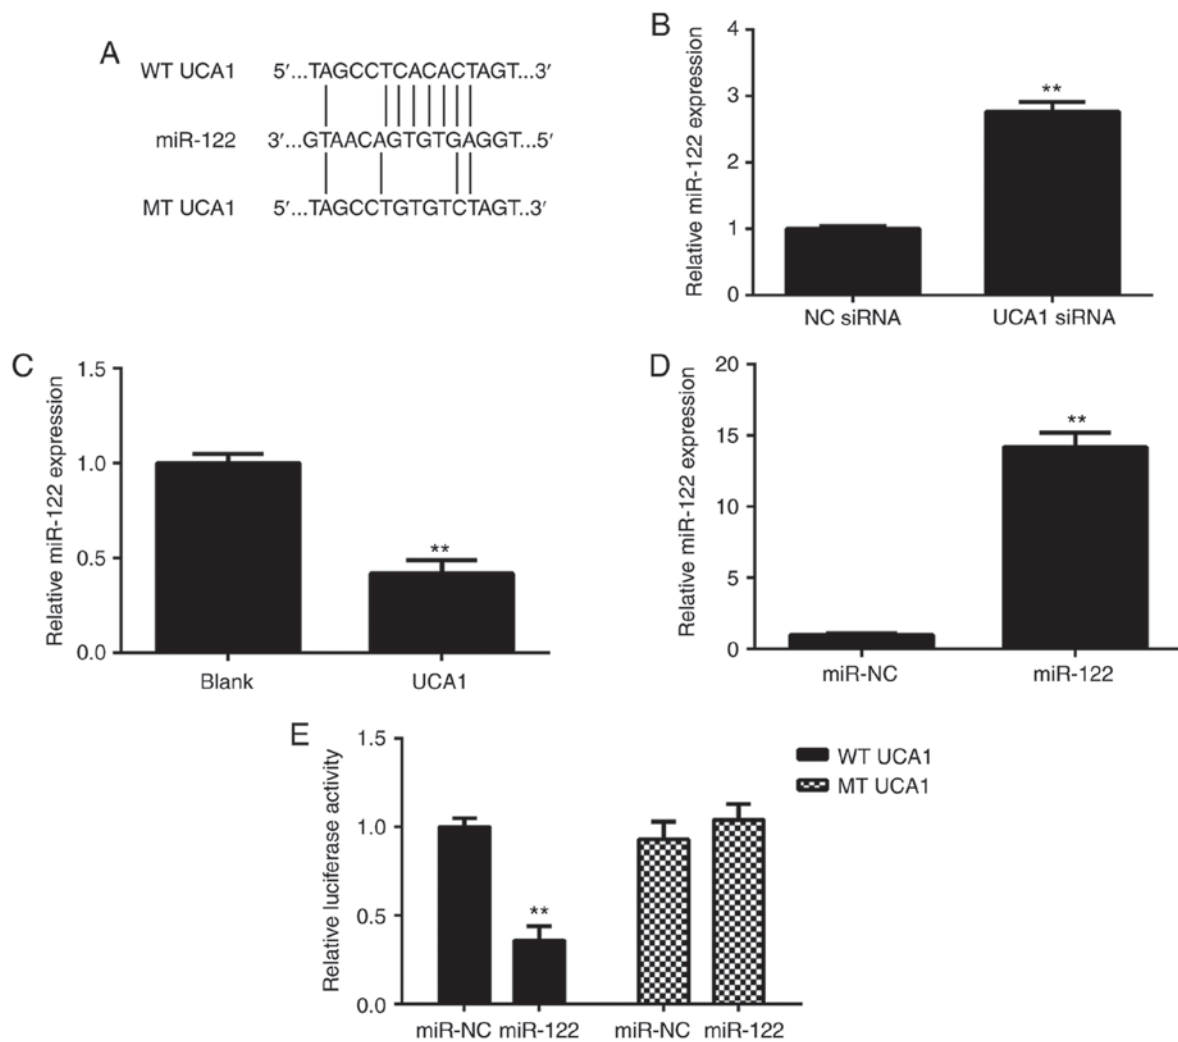 A
WT UCA1 5′...TAGCCTCACACTAGT...3′
miR-122 3′...GTAACAGTGTGAGGT...5′
MT UCA1 5′...TAGCCTGTGTCTAGT..3′
B
Relative miR-122 expression
4
3
2
1
0
**
NC siRNA UCA1 siRNA
C
Relative miR-122 expression
1.5
1.0
0.5
0.0
**
Blank UCA1
D
Relative miR-122 expression
20
15
10
5
0
**
miR-NC miR-122
E
Relative luciferase activity
1.5
1.0
0.5
0.0
**
WT UCA1
MT UCA1
miR-NC miR-122 miR-NC miR-122